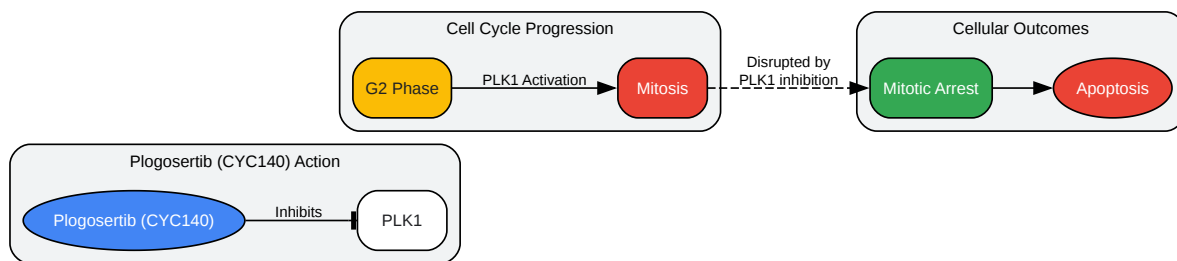 Cell Cycle Progression
G2 Phase
PLK1 Activation
Mitosis
Disrupted by
PLK1 inhibition
Cellular Outcomes
Mitotic Arrest
Apoptosis
Plogosertib (CYC140) Action
Plogosertib (CYC140)
Inhibits
PLK1